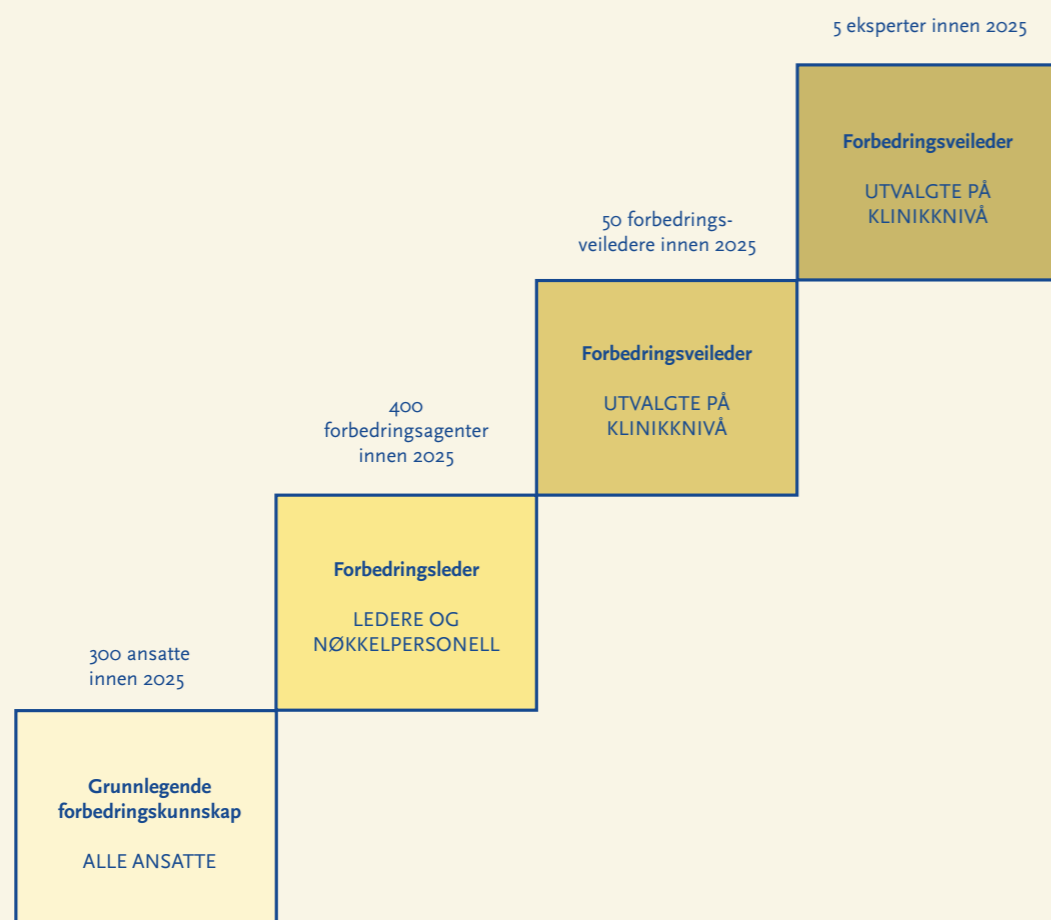 5 eksperter innen 2025
Forbedringsveileder
UTVALGTE PÅ
KLINIKKNIVÅ
50 forbedrings-
veiledere innen 2025
Forbedringsveileder
UTVALGTE PÅ
KLINIKKNIVÅ
400
forbedringsagenter
innen 2025
Forbedringsleder
LEDERE OG
NØKKELPERSONELL
300 ansatte
innen 2025
Grunnlegende
forbedringskunnskap
ALLE ANSATTE